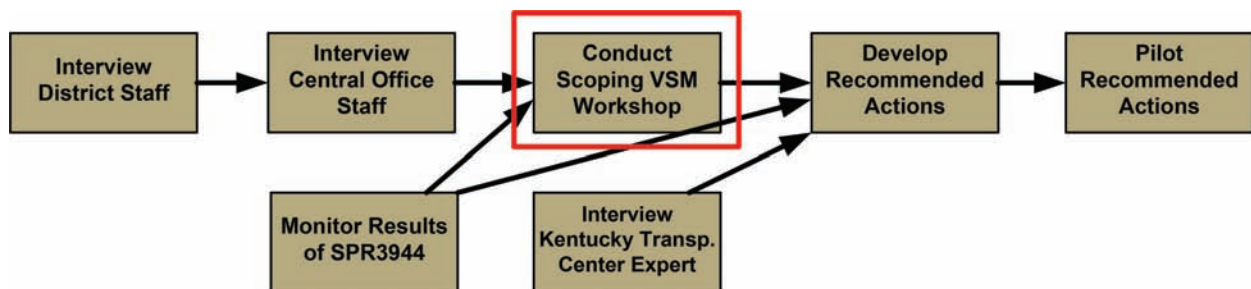 Interview
District Staff
Interview
Central Office
Staff
Conduct
Scoping VSM
Workshop
Develop
Recommended
Actions
Pilot
Recommended
Actions
Monitor Results
of SPR3944
Interview
Kentucky Transp.
Center Expert